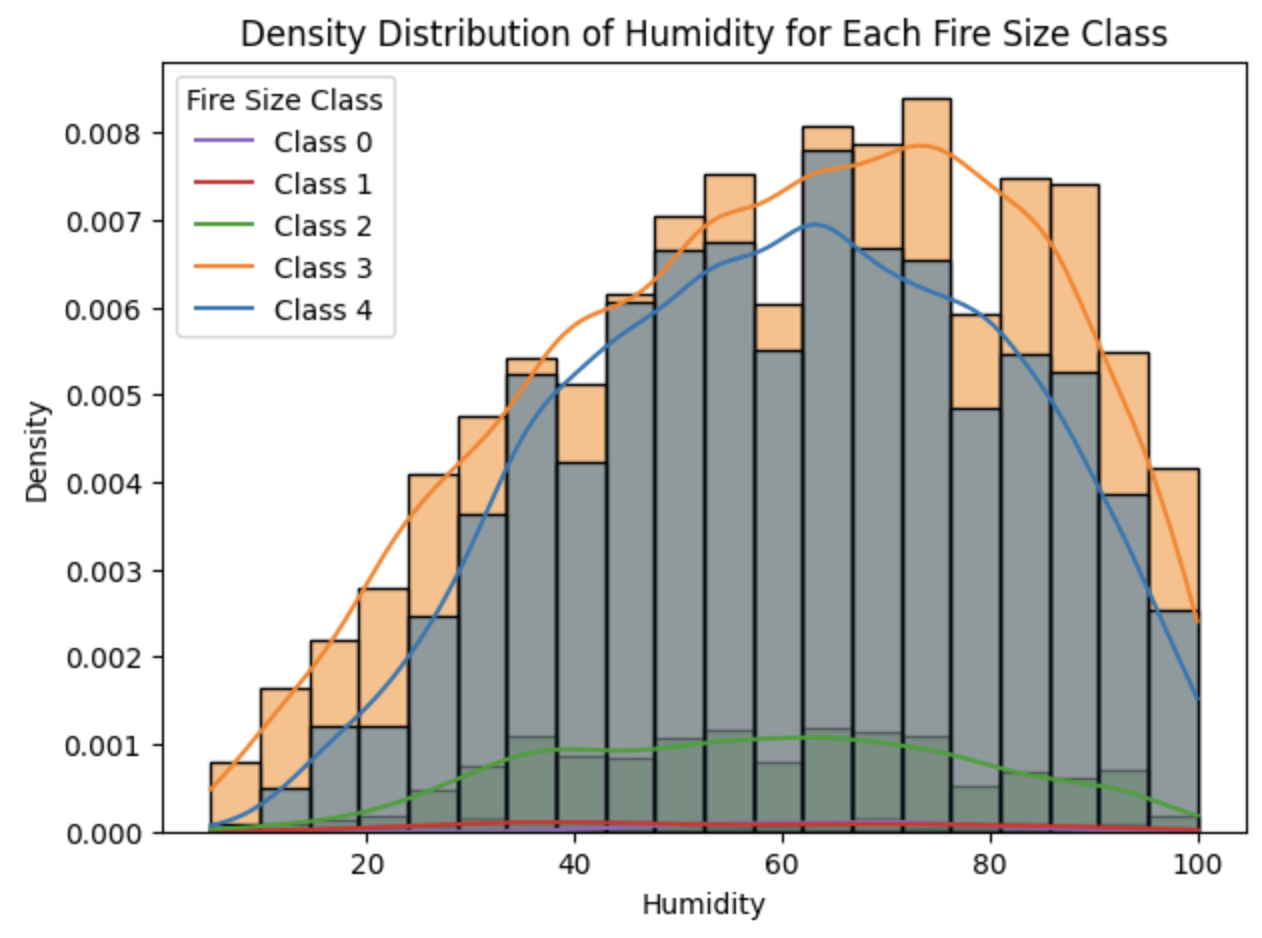 Density Distribution of Humidity for Each Fire Size Class
Fire Size Class
Class 0
Class 1
Class 2
Class 3
Class 4
0.008
0.007
0.006
0.005
0.004
0.003
0.002
0.001
0.000
Density
20 40 60 80 100
Humidity